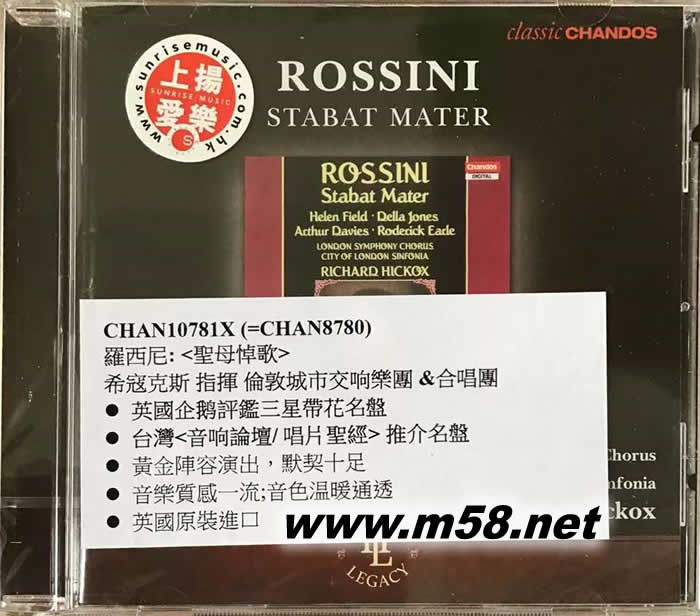 classic CHANDOS
www.sunrisemusic.com.hk
上揚
SUNRISE MUSIC
愛樂
S
ROSSINI
STABAT MATER
Chandos
DIGITAL
ROSSINI
Stabat Mater
Helen Field · Della Jones
Arthur Davies · Roderick Earle
LONDON SYMPHONY CHORUS
CITY OF LONDON SINFONIA
RICHARD HICKOX
CHAN10781X (=CHAN8780)
羅西尼: <聖母悼歌>
希寇克斯 指揮 倫敦城市交响樂團 &合唱團
● 英國企鹅評鑑三星帶花名盤
● 台灣<音响論壇/ 唱片聖經> 推介名盤
● 黃金陣容演出，默契十足
● 音樂質感一流;音色溫暖通透
● 英國原裝進口
Chorus
nfonia
ckox
www.m58.net
LEGACY